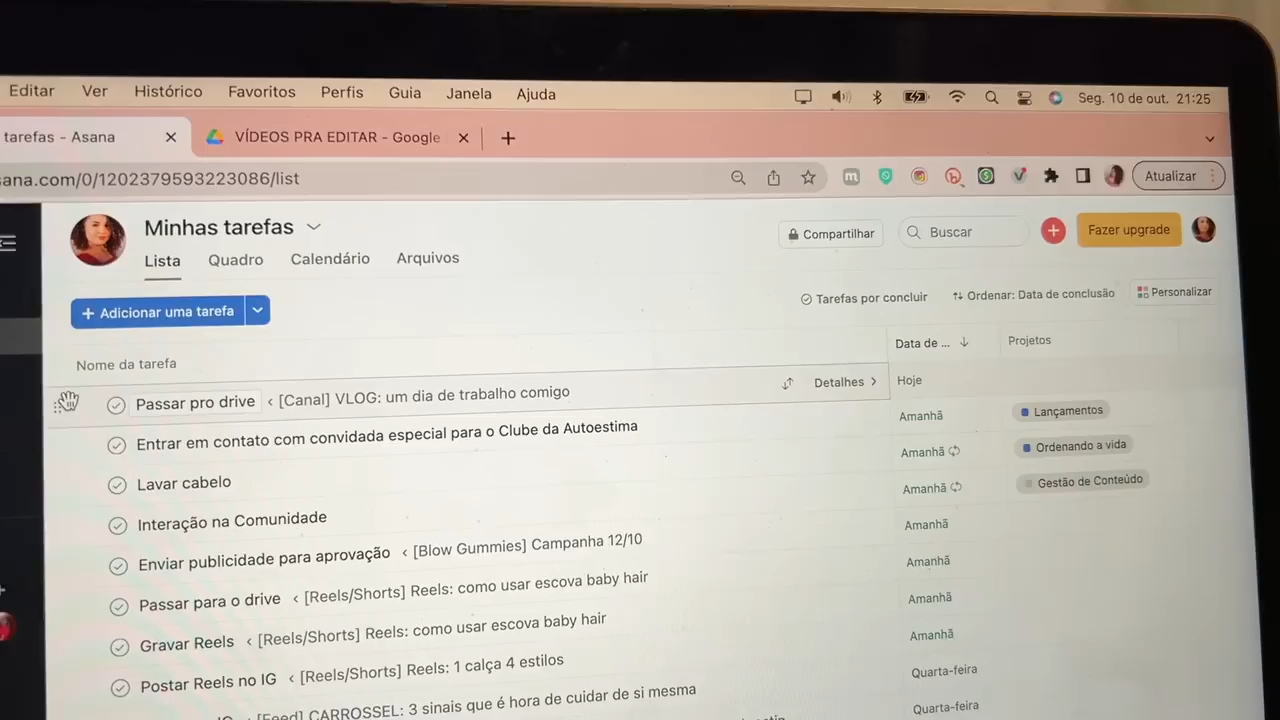 Editar Ver Histórico Favoritos Perfis Guia Janela Ajuda Seg. 10 de out. 21:25
tarefas - Asana VÍDEOS PRA EDITAR - Google
sana.com/0/1202379593223086/list Atualizar
Minhas tarefas Compartilhar Buscar Fazer upgrade
Lista Quadro Calendário Arquivos
+ Adicionar uma tarefa Tarefas por concluir Ordenar: Data de conclusão Personalizar
Nome da tarefa Data de ... Projetos
Passar pro drive ‹ [Canal] VLOG: um dia de trabalho comigo Detalhes > Hoje
Entrar em contato com convidada especial para o Clube da Autoestima Amanhã Lançamentos
Lavar cabelo Amanhã Ordenando a vida
Interação na Comunidade Amanhã Gestão de Conteúdo
Enviar publicidade para aprovação ‹ [Blow Gummies] Campanha 12/10 Amanhã
Passar para o drive ‹ [Reels/Shorts] Reels: como usar escova baby hair Amanhã
Gravar Reels ‹ [Reels/Shorts] Reels: como usar escova baby hair Amanhã
Postar Reels no IG ‹ [Reels/Shorts] Reels: 1 calça 4 estilos Amanhã
IG ‹ [Feed] CARROSSEL: 3 sinais que é hora de cuidar de si mesma Quarta-feira
Quarta-feira